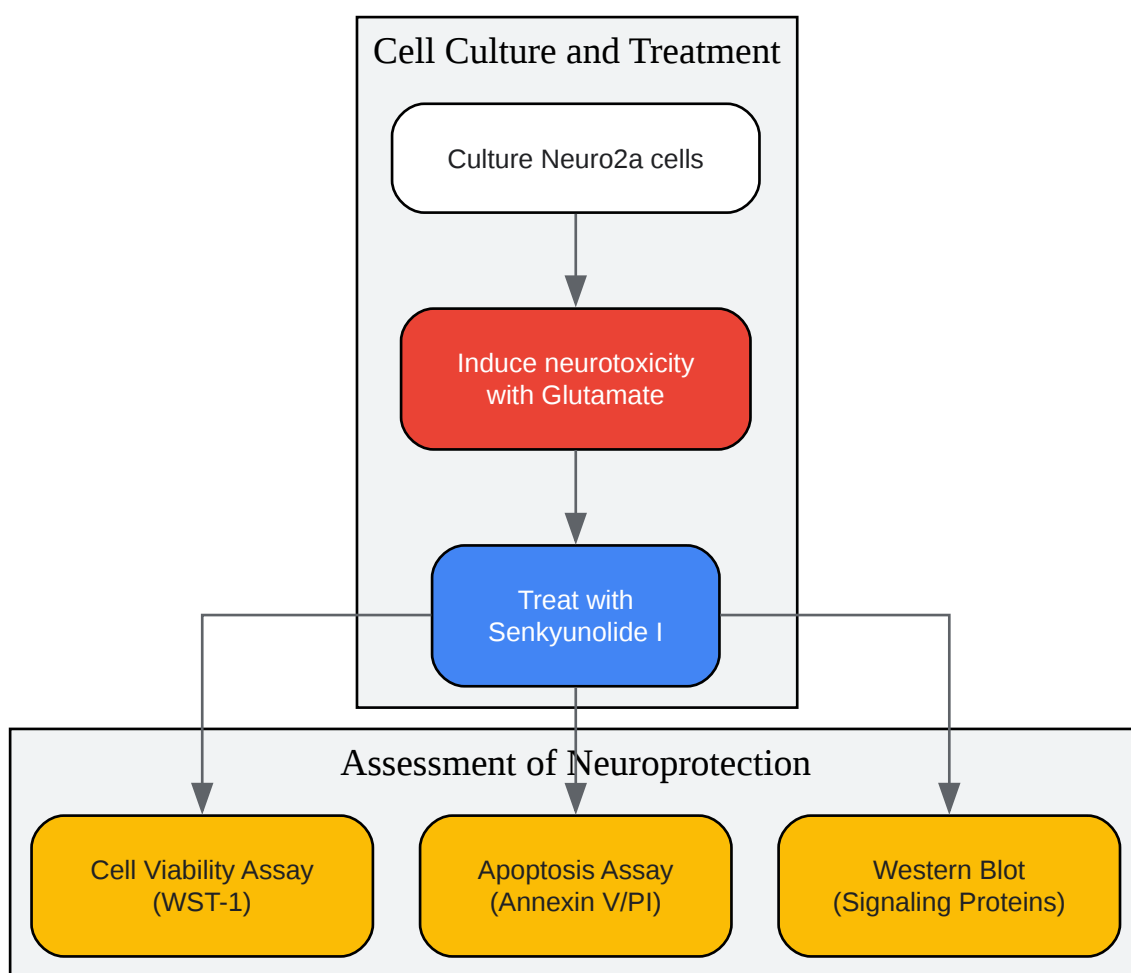 Cell Culture and Treatment
Culture Neuro2a cells
Induce neurotoxicity
with Glutamate
Treat with
Senkyunolide I
Assessment of Neuroprotection
Cell Viability Assay
(WST-1)
Apoptosis Assay
(Annexin V/PI)
Western Blot
(Signaling Proteins)